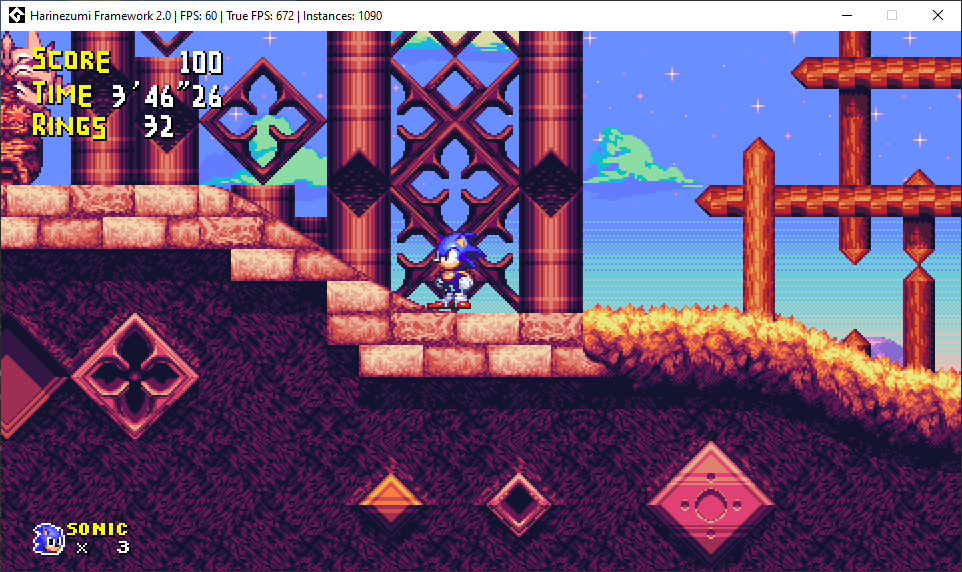 Harinezumi Framework 2.0 | FPS: 60 | True FPS: 672 | Instances: 1090
SCORE 100
TIME 3'46"26
RINGS 32
SONIC
x 3